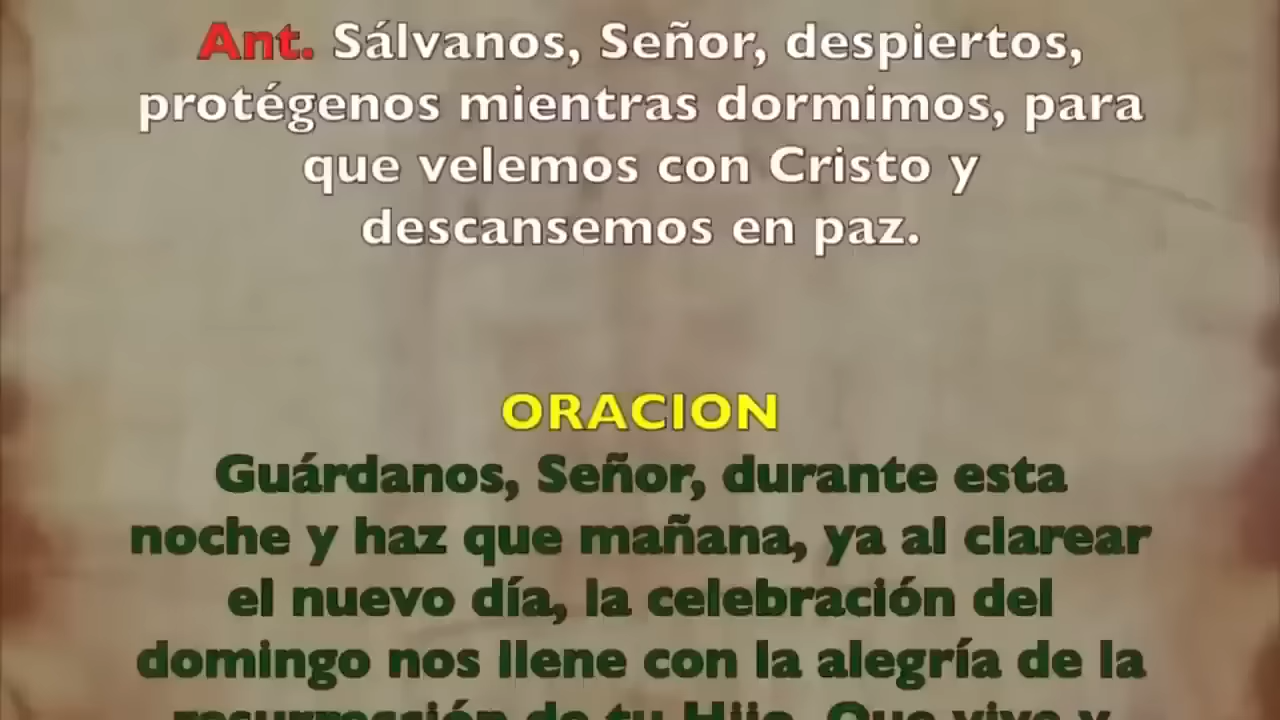 Ant. Sálvanos, Señor, despiertos,
protégenos mientras dormimos, para
que velemos con Cristo y
descansemos en paz.
ORACION
Guárdanos, Señor, durante esta
noche y haz que mañana, ya al clarear
el nuevo día, la celebración del
domingo nos llene con la alegría de la
resurrección de tu Hijo. Que vive y